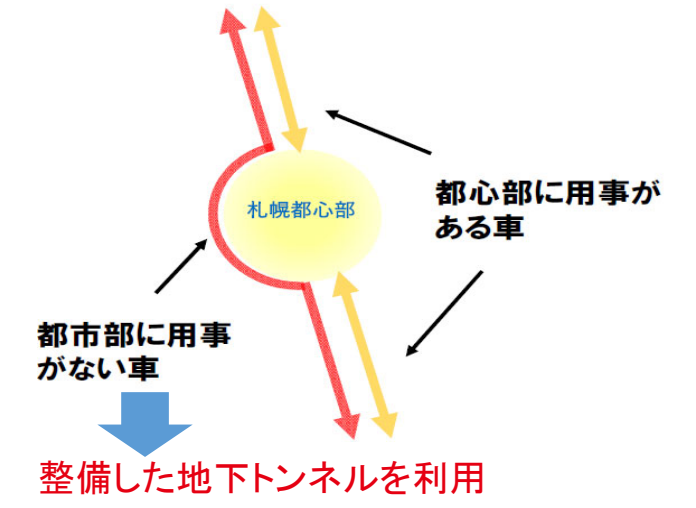 札幌都心部
都心部に用事が
ある車
都市部に用事
がない車
整備した地下トンネルを利用